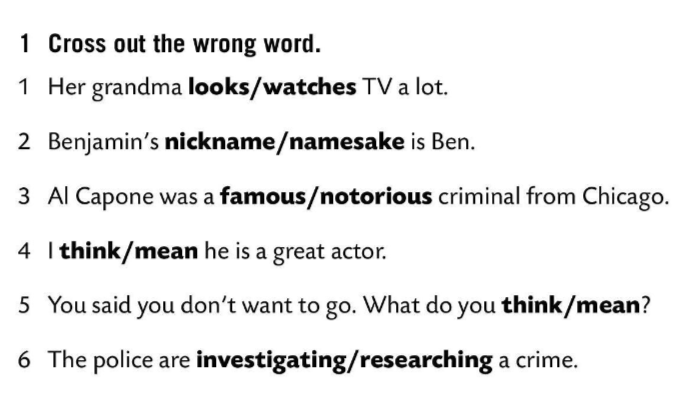 1 Cross out the wrong word.
1 Her grandma looks/watches TV a lot.
2 Benjamin's nickname/namesake is Ben.
3 Al Capone was a famous/notorious criminal from Chicago.
4 I think/mean he is a great actor.
5 You said you don't want to go. What do you think/mean?
6 The police are investigating/researching a crime.